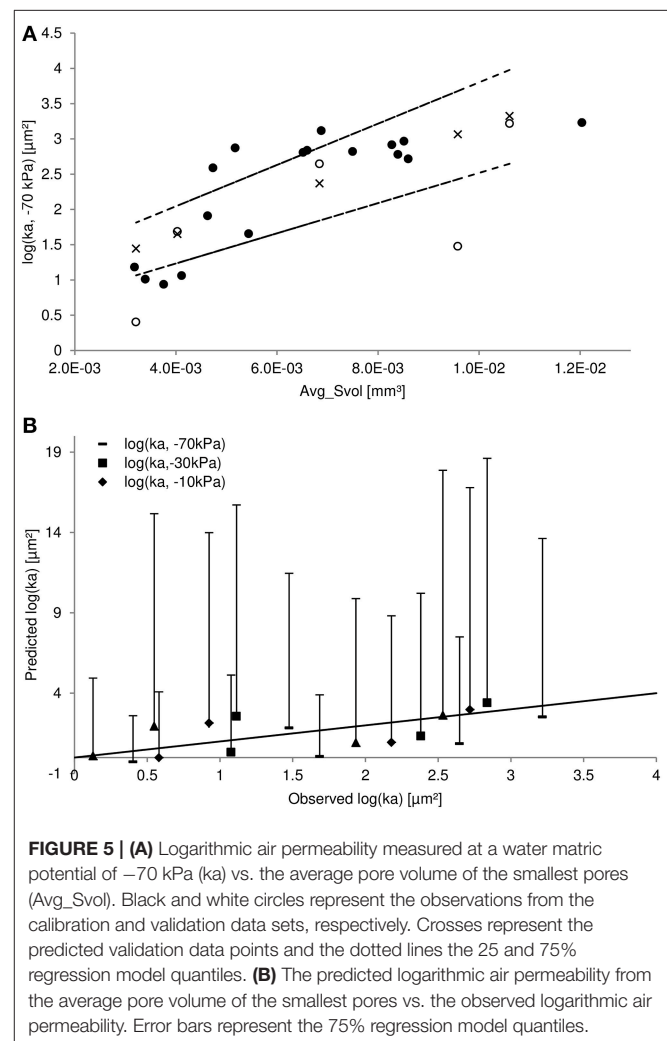 A
4.5
4
3.5
3
2.5
2
1.5
1
0.5
0
log(ka, -70 kPa) [µm²]
2.0E-03 4.0E-03 6.0E-03 8.0E-03 1.0E-02 1.2E-02
Avg_Svol [mm³]
B
19
14
9
4
-1
Predicted log(ka) [µm²]
log(ka, -70kPa)
log(ka,-30kPa)
log(ka, -10kPa)
0 0.5 1 1.5 2 2.5 3 3.5 4
Observed log(ka) [µm²]
FIGURE 5 | (A) Logarithmic air permeability measured at a water matric
potential of −70 kPa (ka) vs. the average pore volume of the smallest pores
(Avg_Svol). Black and white circles represent the observations from the
calibration and validation data sets, respectively. Crosses represent the
predicted validation data points and the dotted lines the 25 and 75%
regression model quantiles. (B) The predicted logarithmic air permeability from
the average pore volume of the smallest pores vs. the observed logarithmic air
permeability. Error bars represent the 75% regression model quantiles.